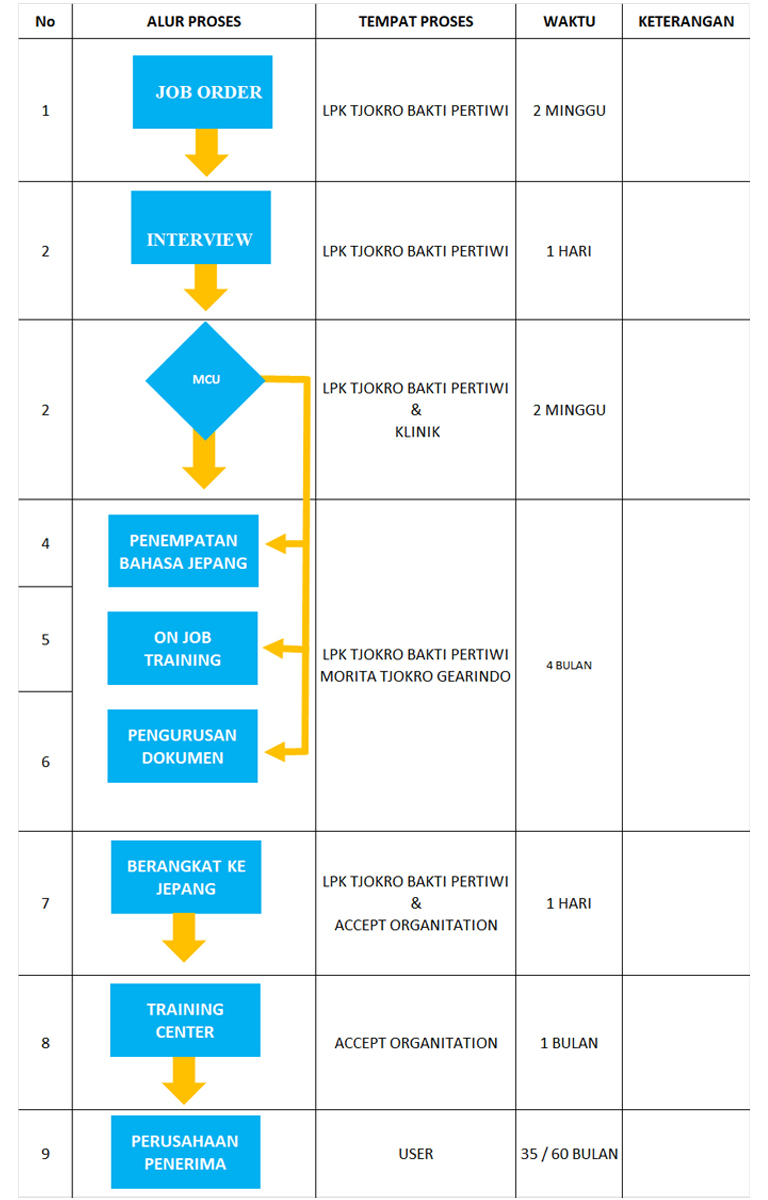 No ALUR PROSES TEMPAT PROSES WAKTU KETERANGAN
1 JOB ORDER LPK TJOKRO BAKTI PERTIWI 2 MINGGU
2 INTERVIEW LPK TJOKRO BAKTI PERTIWI 1 HARI
2 MCU LPK TJOKRO BAKTI PERTIWI
&
KLINIK
2 MINGGU
4 PENEMPATAN
BAHASA JEPANG
5 ON JOB
TRAINING
LPK TJOKRO BAKTI PERTIWI
MORITA TJOKRO GEARINDO
4 BULAN
6 PENGURUSAN
DOKUMEN
7 BERANGKAT KE
JEPANG
LPK TJOKRO BAKTI PERTIWI
&
ACCEPT ORGANITATION
1 HARI
8 TRAINING
CENTER
ACCEPT ORGANITATION 1 BULAN
9 PERUSAHAAN
PENERIMA
USER 35 / 60 BULAN